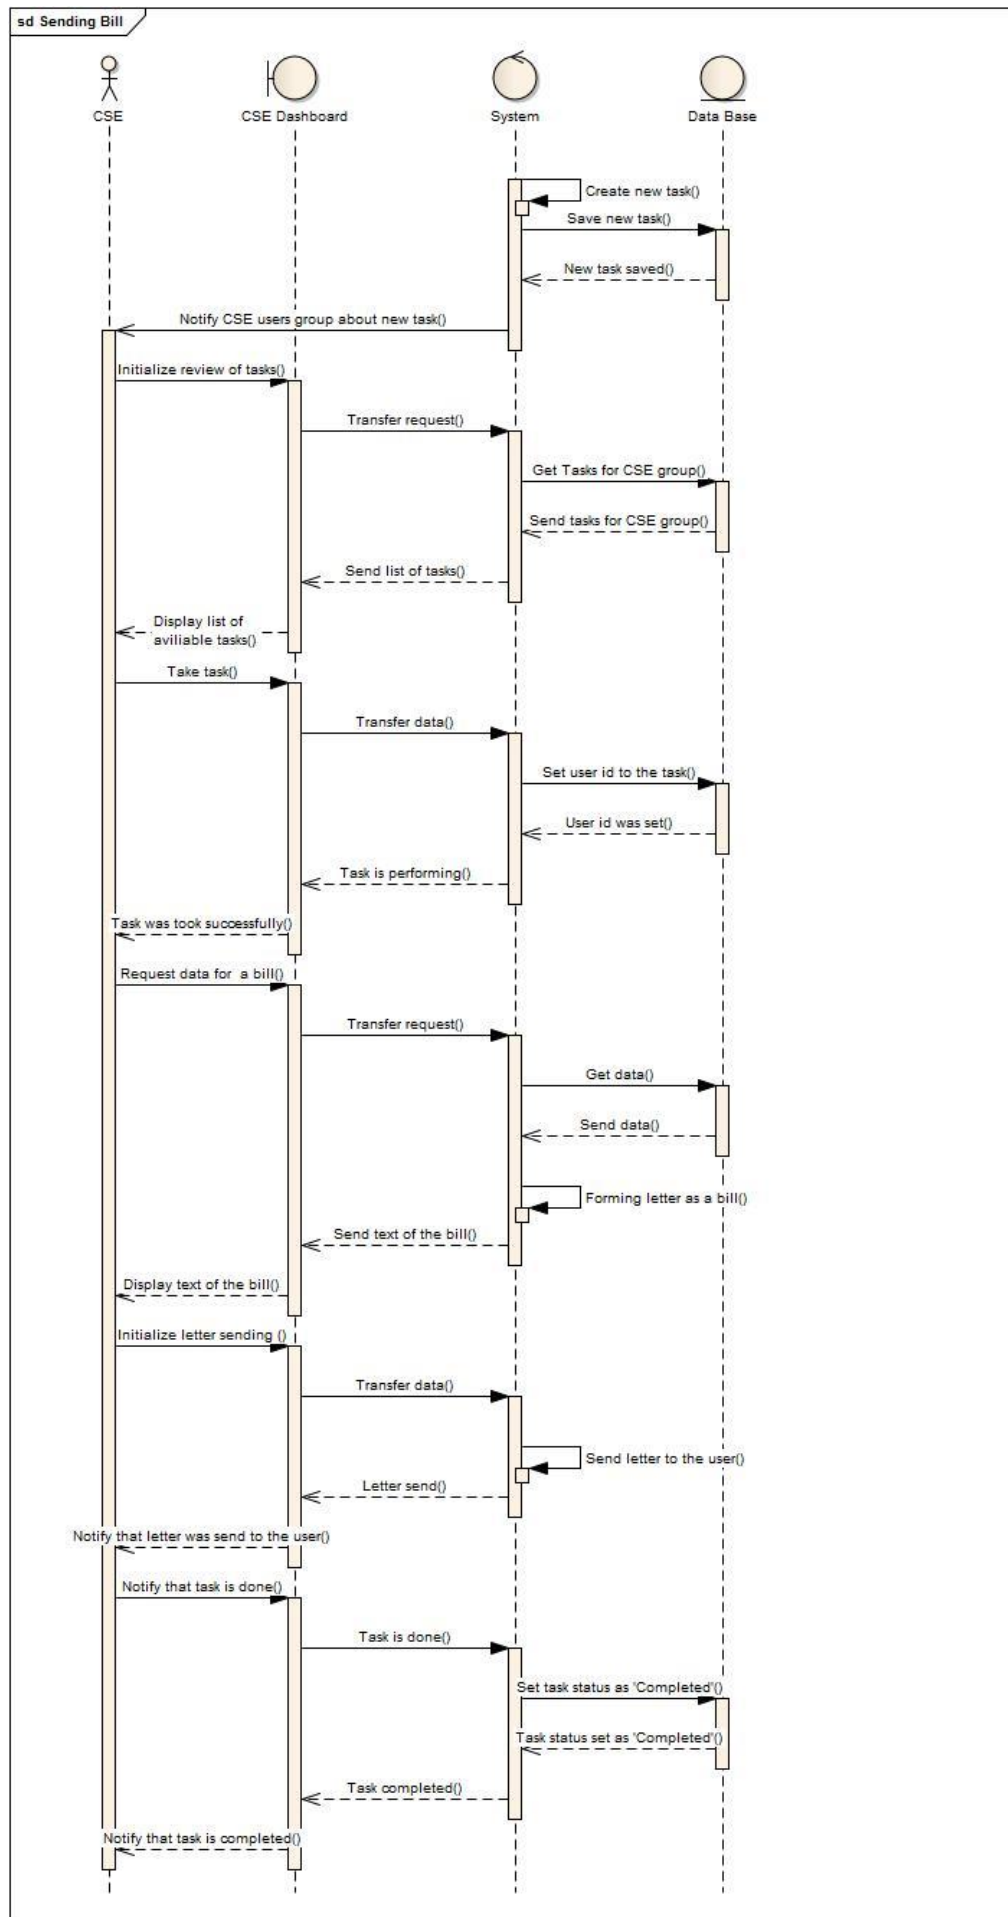 sd Sending Bill
CSE
CSE Dashboard
System
Data Base
Create new task()
Save new task()
New task saved()
Notify CSE users group about new task()
Initialize review of tasks()
Transfer request()
Get Tasks for CSE group()
Send tasks for CSE group()
Send list of tasks()
Display list of
aviliable tasks()
Take task()
Transfer data()
Set user id to the task()
User id was set()
Task is performing()
Task was took successfully()
Request data for  a bill()
Transfer request()
Get data()
Send data()
Forming letter as a bill()
Send text of the bill()
Display text of the bill()
Initialize letter sending ()
Transfer data()
Send letter to the user()
Letter send()
Notify that letter was send to the user()
Notify that task is done()
Task is done()
Set task status as 'Completed'()
Task status set as 'Completed'()
Task completed()
Notify that task is completed()